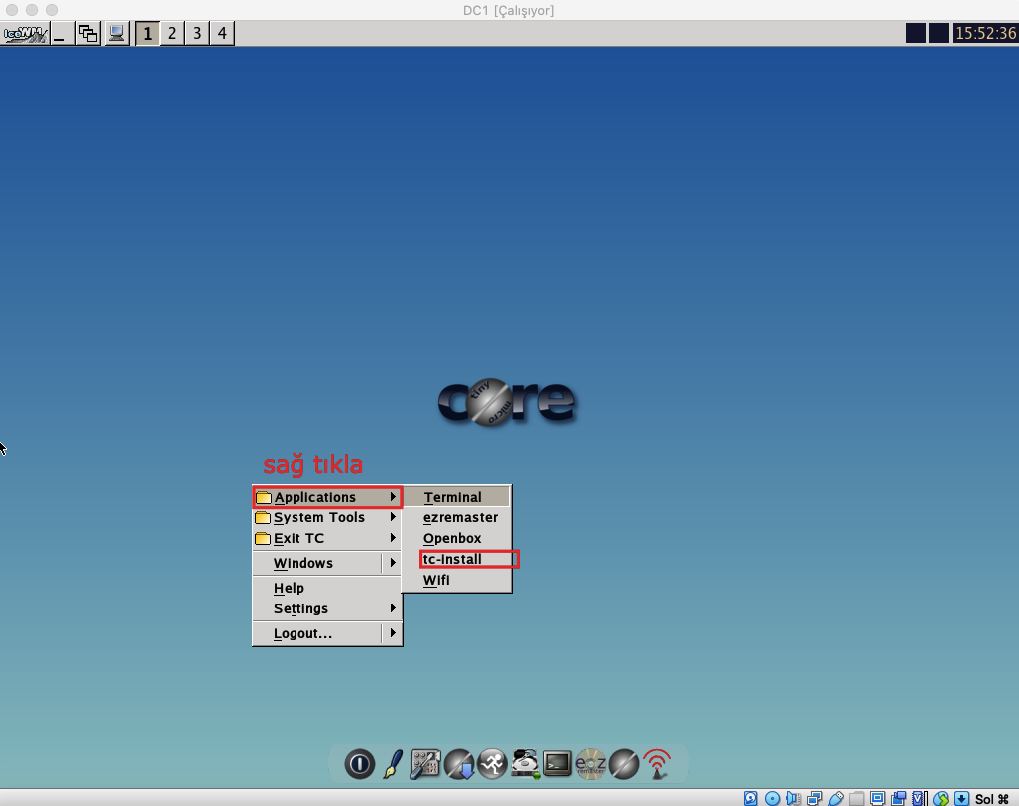 DC1 [Çalışıyor]
IceWM
1 2 3 4
15:52:36
core
tiny
micro
sağ tıkla
Applications
Terminal
System Tools
ezremaster
Exit TC
Openbox
Windows
tc-install
Help
Wifi
Settings
Logout...
ezremaster
Sol ⌘